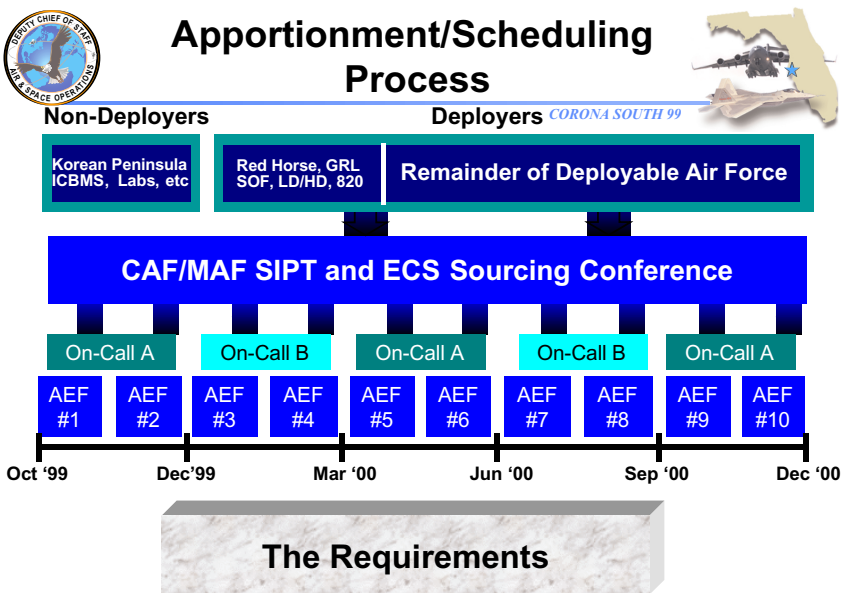 DEPUTY CHIEF OF STAFF
AIR & SPACE OPERATIONS
Apportionment/Scheduling
Process
Non-Deployers
Deployers
CORONA SOUTH 99
Korean Peninsula
ICBMS, Labs, etc
Red Horse, GRL
SOF, LD/HD, 820
Remainder of Deployable Air Force
CAF/MAF SIPT and ECS Sourcing Conference
On-Call A
On-Call B
On-Call A
On-Call B
On-Call A
AEF
#1
AEF
#2
AEF
#3
AEF
#4
AEF
#5
AEF
#6
AEF
#7
AEF
#8
AEF
#9
AEF
#10
Oct ‘99
Dec’99
Mar ‘00
Jun ‘00
Sep ‘00
Dec ‘00
The Requirements